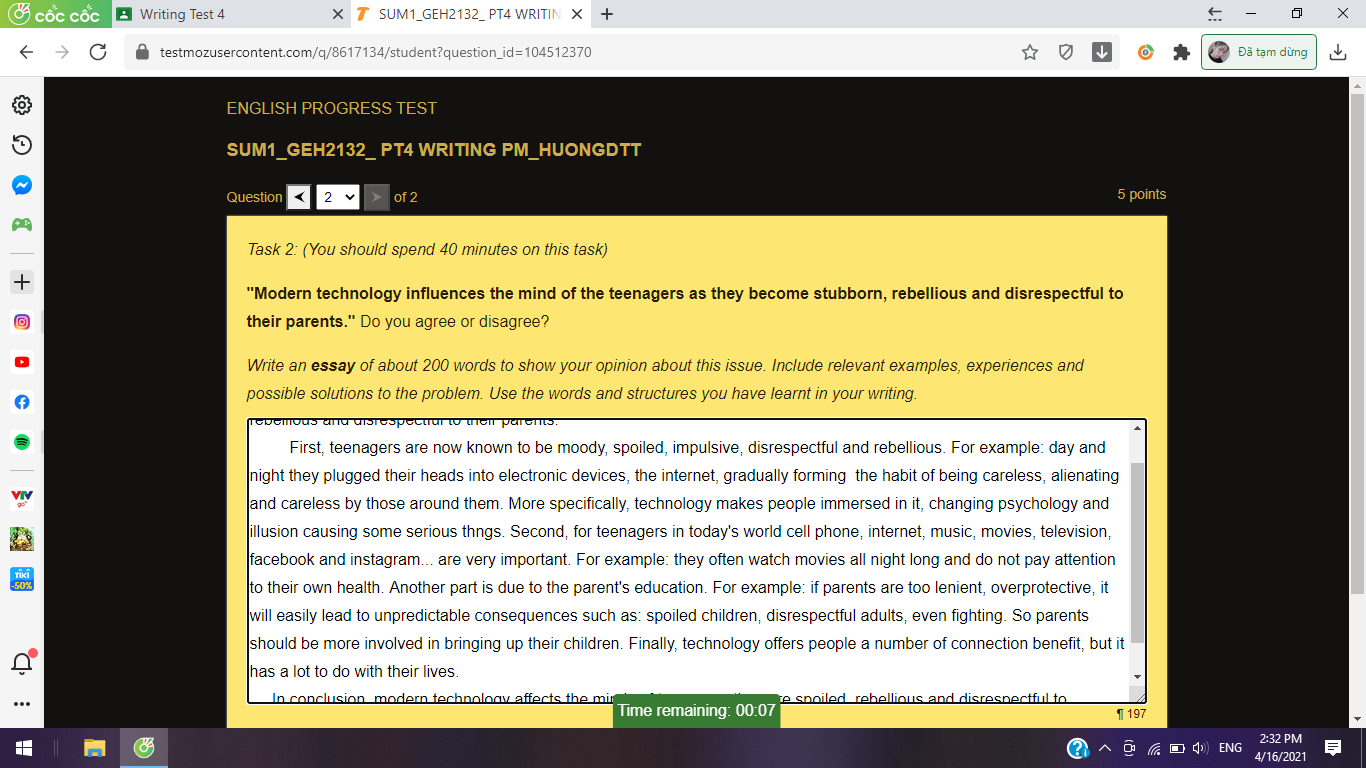 cốc cốc
Writing Test 4
SUM1_GEH2132_ PT4 WRITIN
testmozusercontent.com/q/8617134/student?question_id=104512370
Đã tạm dừng
ENGLISH PROGRESS TEST
SUM1_GEH2132_ PT4 WRITING PM_HUONGDTT
Question 2 of 2
5 points
Task 2: (You should spend 40 minutes on this task)
"Modern technology influences the mind of the teenagers as they become stubborn, rebellious and disrespectful to
their parents." Do you agree or disagree?
Write an essay of about 200 words to show your opinion about this issue. Include relevant examples, experiences and
possible solutions to the problem. Use the words and structures you have learnt in your writing.
rebellious and disrespectful to their parents.
First, teenagers are now known to be moody, spoiled, impulsive, disrespectful and rebellious. For example: day and
night they plugged their heads into electronic devices, the internet, gradually forming  the habit of being careless, alienating
and careless by those around them. More specifically, technology makes people immersed in it, changing psychology and
illusion causing some serious thngs. Second, for teenagers in today's world cell phone, internet, music, movies, television,
facebook and instagram... are very important. For example: they often watch movies all night long and do not pay attention
to their own health. Another part is due to the parent's education. For example: if parents are too lenient, overprotective, it
will easily lead to unpredictable consequences such as: spoiled children, disrespectful adults, even fighting. So parents
should be more involved in bringing up their children. Finally, technology offers people a number of connection benefit, but it
has a lot to do with their lives.
In conclusion, modern technology affects the spoiled, rebellious and disrespectful to
Time remaining: 00:07
¶ 197
VTV
go
TIKI
-50%
ENG
2:32 PM
4/16/2021